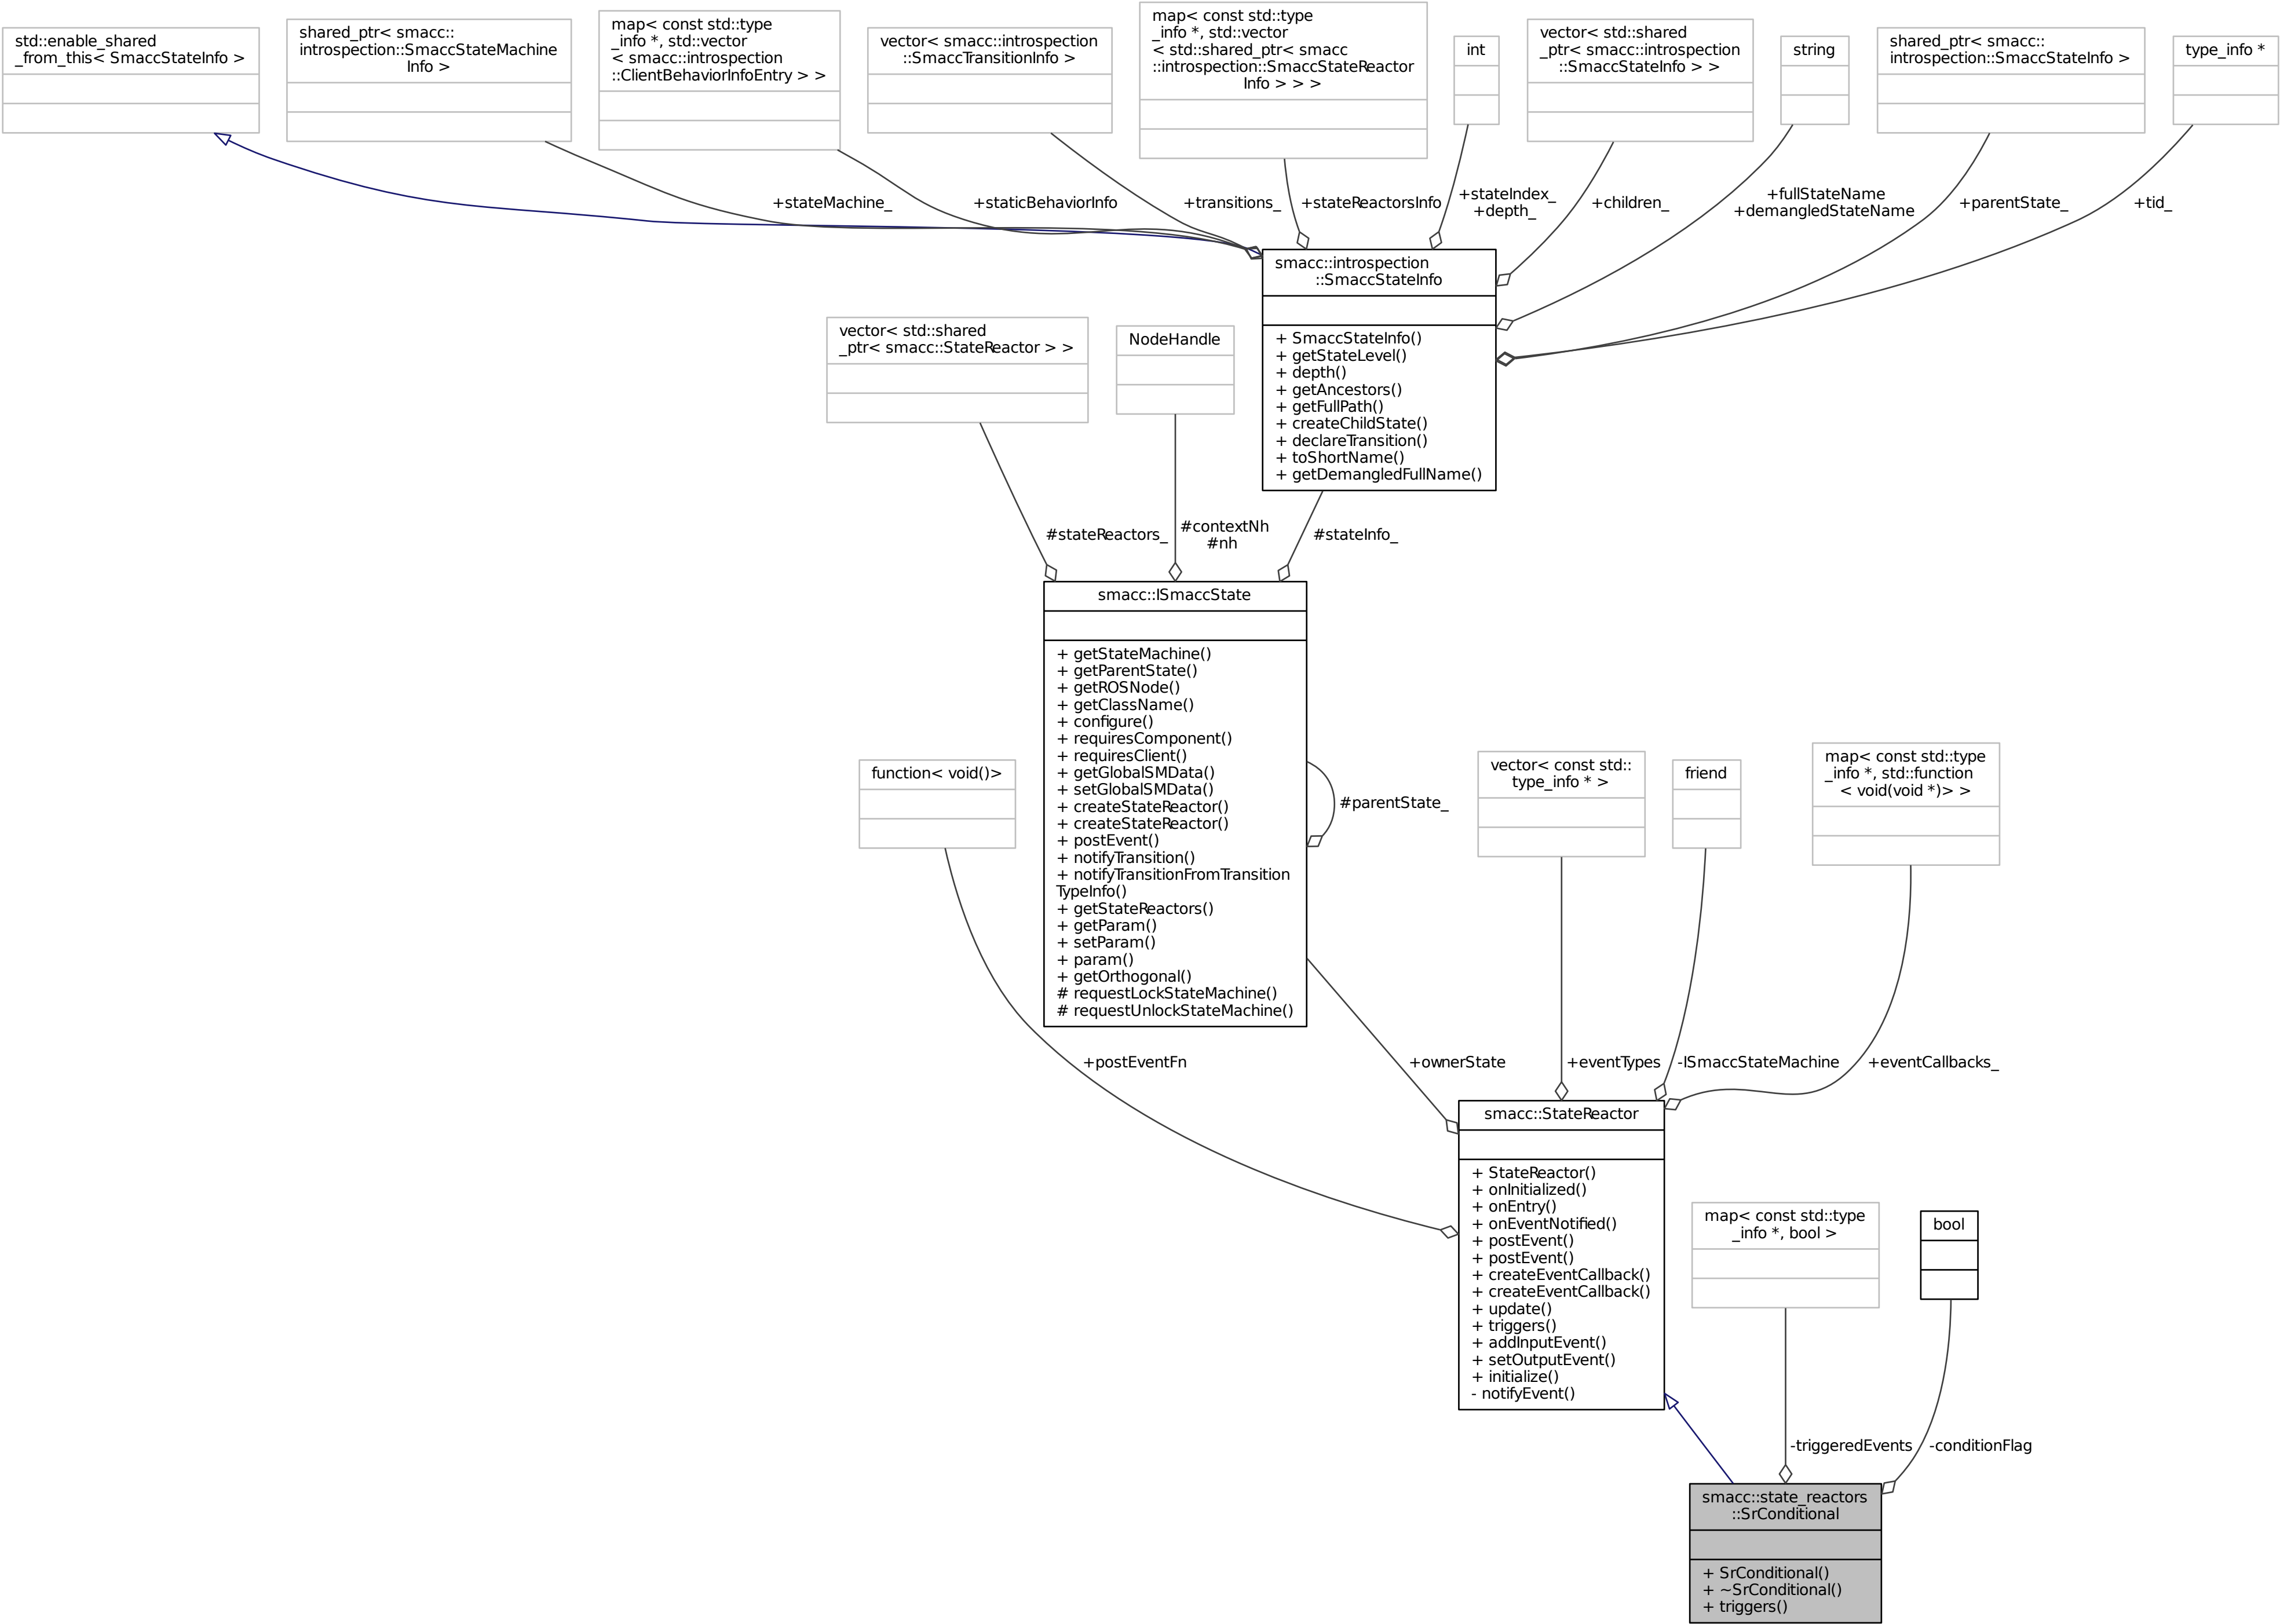 std::enable_shared
_from_this< SmaccStateInfo >
shared_ptr< smacc::
introspection::SmaccStateMachine
Info >
map< const std::type
_info *, std::vector
< smacc::introspection
::ClientBehaviorInfoEntry > >
vector< smacc::introspection
::SmaccTransitionInfo >
map< const std::type
_info *, std::vector
< std::shared_ptr< smacc
::introspection::SmaccStateReactor
Info > > >
int
vector< std::shared
_ptr< smacc::introspection
::SmaccStateInfo > >
string
shared_ptr< smacc::
introspection::SmaccStateInfo >
type_info *
+stateMachine_
+staticBehaviorInfo
+transitions_
+stateReactorsInfo
+stateIndex_
+depth_
+children_
+fullStateName
+demangledStateName
+parentState_
+tid_
smacc::introspection
::SmaccStateInfo
+ SmaccStateInfo()
+ getStateLevel()
+ depth()
+ getAncestors()
+ getFullPath()
+ createChildState()
+ declareTransition()
+ toShortName()
+ getDemangledFullName()
vector< std::shared
_ptr< smacc::StateReactor > >
NodeHandle
#stateReactors_
#contextNh
#nh
#stateInfo_
smacc::ISmaccState
+ getStateMachine()
+ getParentState()
+ getROSNode()
+ getClassName()
+ configure()
+ requiresComponent()
+ requiresClient()
+ getGlobalSMData()
+ setGlobalSMData()
+ createStateReactor()
+ createStateReactor()
+ postEvent()
+ notifyTransition()
+ notifyTransitionFromTransition
TypeInfo()
+ getStateReactors()
+ getParam()
+ setParam()
+ param()
+ getOrthogonal()
# requestLockStateMachine()
# requestUnlockStateMachine()
#parentState_
function< void()>
vector< const std::
type_info * >
friend
map< const std::type
_info *, std::function
< void(void *)> >
+postEventFn
+ownerState
+eventTypes
-ISmaccStateMachine
+eventCallbacks_
smacc::StateReactor
+ StateReactor()
+ onInitialized()
+ onEntry()
+ onEventNotified()
+ postEvent()
+ postEvent()
+ createEventCallback()
+ createEventCallback()
+ update()
+ triggers()
+ addInputEvent()
+ setOutputEvent()
+ initialize()
- notifyEvent()
map< const std::type
_info *, bool >
bool
-triggeredEvents
-conditionFlag
smacc::state_reactors
::SrConditional
+ SrConditional()
+ ~SrConditional()
+ triggers()